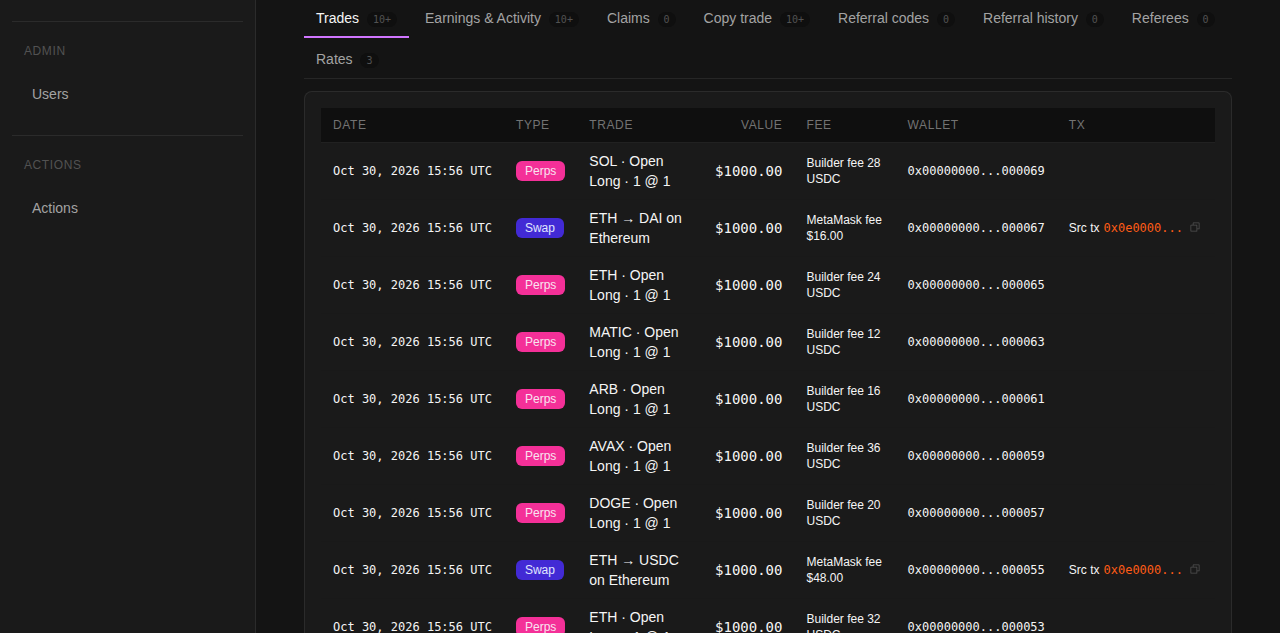 Trades 10+ Earnings & Activity 10+ Claims 0 Copy trade 10+ Referral codes 0 Referral history 0 Referees 0
Rates 3
ADMIN
Users
ACTIONS
Actions
DATE TYPE TRADE VALUE FEE WALLET TX
Oct 30, 2026 15:56 UTC Perps SOL · Open Long · 1 @ 1 $1000.00 Builder fee 28 USDC 0x00000000...000069
Oct 30, 2026 15:56 UTC Swap ETH → DAI on Ethereum $1000.00 MetaMask fee $16.00 0x00000000...000067 Src tx 0x0e0000...
Oct 30, 2026 15:56 UTC Perps ETH · Open Long · 1 @ 1 $1000.00 Builder fee 24 USDC 0x00000000...000065
Oct 30, 2026 15:56 UTC Perps MATIC · Open Long · 1 @ 1 $1000.00 Builder fee 12 USDC 0x00000000...000063
Oct 30, 2026 15:56 UTC Perps ARB · Open Long · 1 @ 1 $1000.00 Builder fee 16 USDC 0x00000000...000061
Oct 30, 2026 15:56 UTC Perps AVAX · Open Long · 1 @ 1 $1000.00 Builder fee 36 USDC 0x00000000...000059
Oct 30, 2026 15:56 UTC Perps DOGE · Open Long · 1 @ 1 $1000.00 Builder fee 20 USDC 0x00000000...000057
Oct 30, 2026 15:56 UTC Swap ETH → USDC on Ethereum $1000.00 MetaMask fee $48.00 0x00000000...000055 Src tx 0x0e0000...
Oct 30, 2026 15:56 UTC Perps ETH · Open $1000.00 Builder fee 32 0x00000000...000053